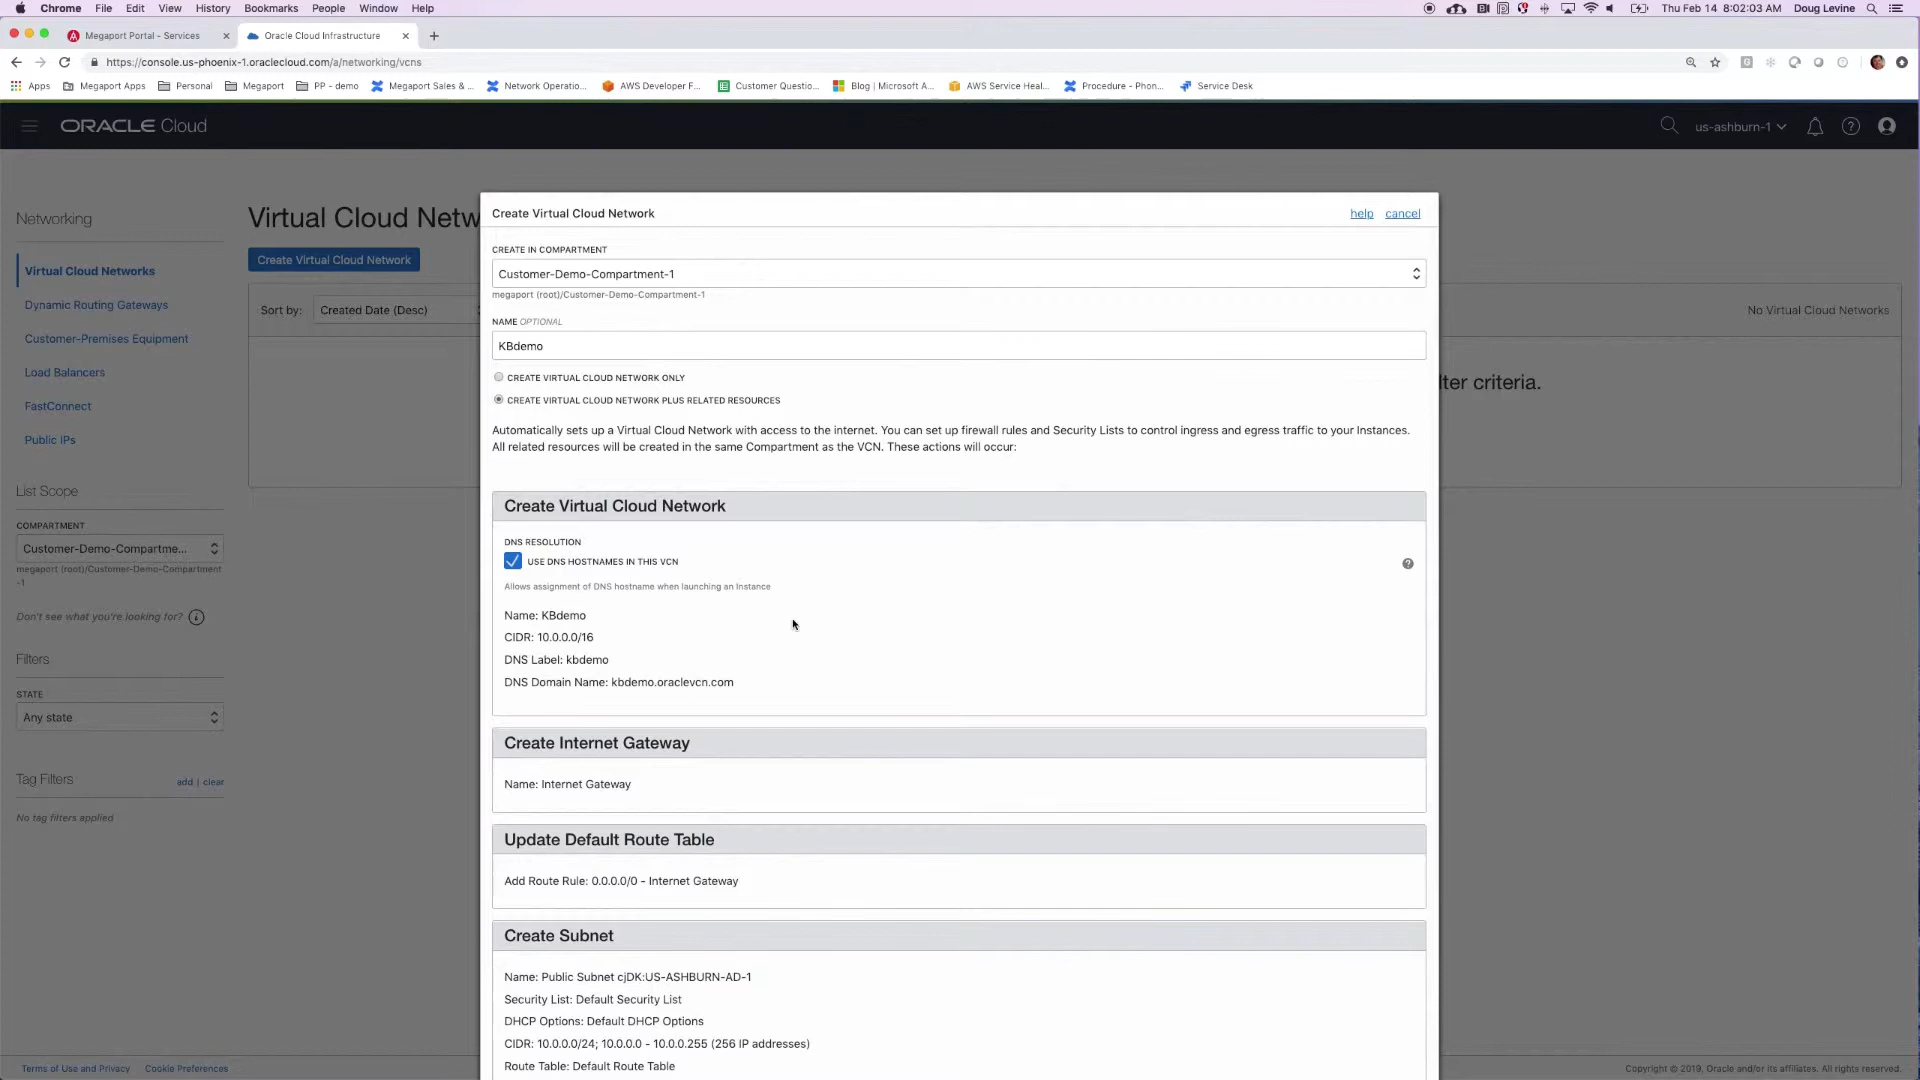 Chrome File Edit View History Bookmarks People Window Help
Thu Feb 14 8:02:03 AM Doug Levine
Megaport Portal - Services
Oracle Cloud Infrastructure
https://console.us-phoenix-1.oraclecloud.com/a/networking/vcns
Apps Megaport Apps Personal Megaport PP - demo Megaport Sales & ... Network Operatio... AWS Developer F... Customer Questio... Blog | Microsoft A... AWS Service Heal... Procedure - Phon... Service Desk
ORACLE Cloud
us-ashburn-1
Networking
Virtual Cloud Networks
Dynamic Routing Gateways
Customer-Premises Equipment
Load Balancers
FastConnect
Public IPs
List Scope
COMPARTMENT
Customer-Demo-Compartme...
megaport (root)/Customer-Demo-Compartment
-1
Don't see what you're looking for?
Filters
STATE
Any state
Tag Filters add | clear
No tag filters applied
Virtual Cloud Netw
Create Virtual Cloud Network
Sort by: Created Date (Desc)
No Virtual Cloud Networks
lter criteria.
Create Virtual Cloud Network
help cancel
CREATE IN COMPARTMENT
Customer-Demo-Compartment-1
megaport (root)/Customer-Demo-Compartment-1
NAME OPTIONAL
KBdemo
CREATE VIRTUAL CLOUD NETWORK ONLY
CREATE VIRTUAL CLOUD NETWORK PLUS RELATED RESOURCES
Automatically sets up a Virtual Cloud Network with access to the internet. You can set up firewall rules and Security Lists to control ingress and egress traffic to your Instances.
All related resources will be created in the same Compartment as the VCN. These actions will occur:
Create Virtual Cloud Network
DNS RESOLUTION
USE DNS HOSTNAMES IN THIS VCN
Allows assignment of DNS hostname when launching an Instance
Name: KBdemo
CIDR: 10.0.0.0/16
DNS Label: kbdemo
DNS Domain Name: kbdemo.oraclevcn.com
Create Internet Gateway
Name: Internet Gateway
Update Default Route Table
Add Route Rule: 0.0.0.0/0 - Internet Gateway
Create Subnet
Name: Public Subnet cjDK:US-ASHBURN-AD-1
Security List: Default Security List
DHCP Options: Default DHCP Options
CIDR: 10.0.0.0/24; 10.0.0.0 - 10.0.0.255 (256 IP addresses)
Route Table: Default Route Table
Terms of Use and Privacy Cookie Preferences
Copyright © 2019, Oracle and/or its affiliates. All rights reserved.